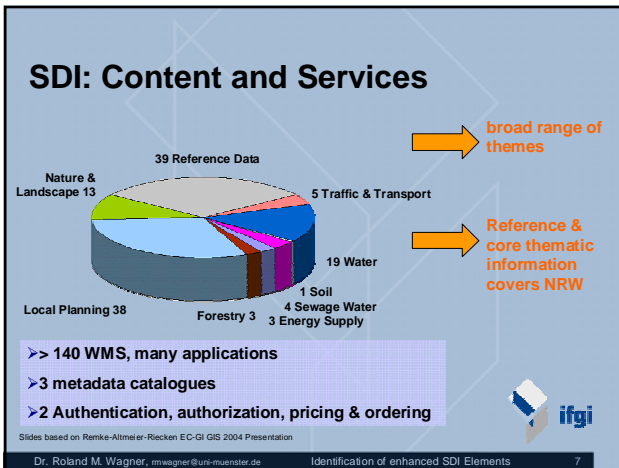 SDI: Content and Services
broad range of
themes
39 Reference Data
Nature &
Landscape 13
5 Traffic & Transport
Reference &
core thematic
information
covers NRW
19 Water
1 Soil
4 Sewage Water
3 Energy Supply
Forestry 3
Local Planning 38
➢> 140 WMS, many applications
➢3 metadata catalogues
➢2 Authentication, authorization, pricing & ordering
ifgi
Slides based on Remke-Altmeier-Riecken EC-GI GIS 2004 Presentation
Dr. Roland M. Wagner, rmwagner@uni-muenster.de Identification of enhanced SDI Elements 7